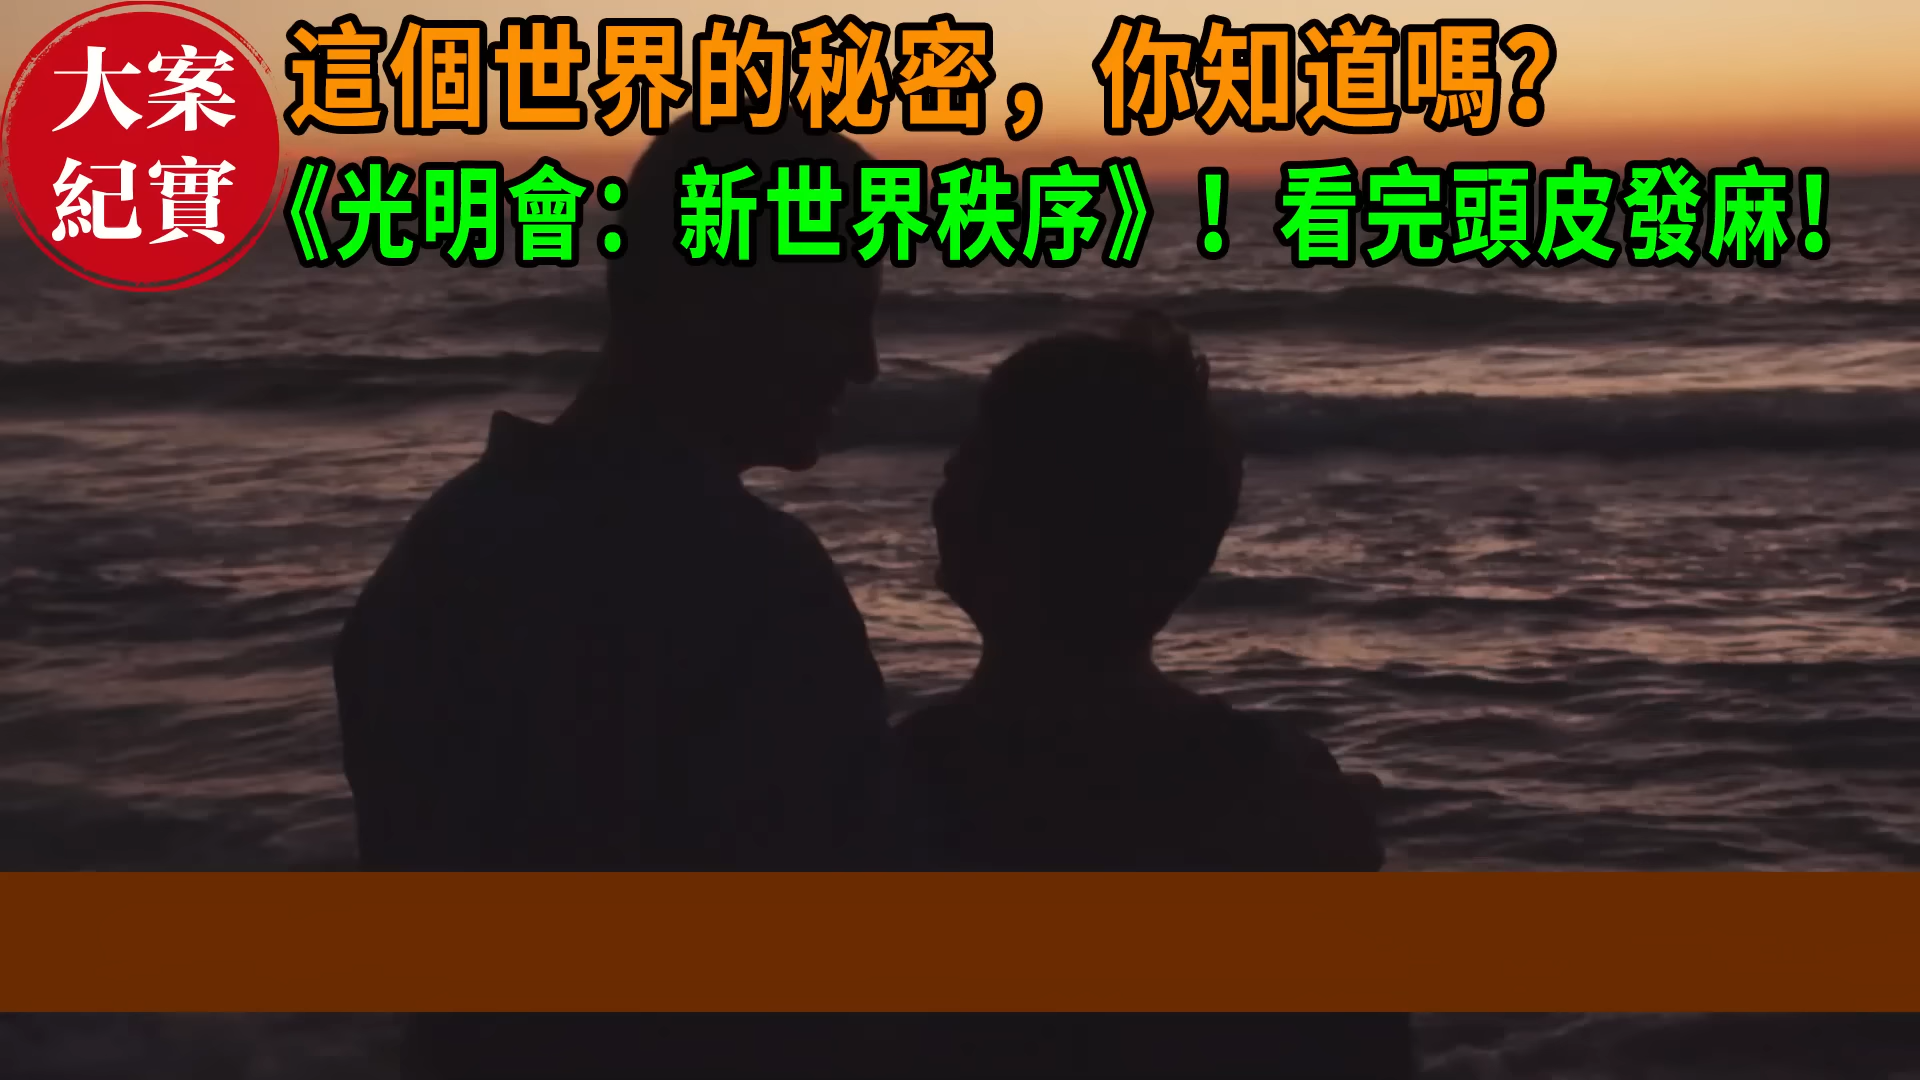 大案
紀實
這個世界的秘密，你知道嗎？
《光明會：新世界秩序》！看完頭皮發麻！